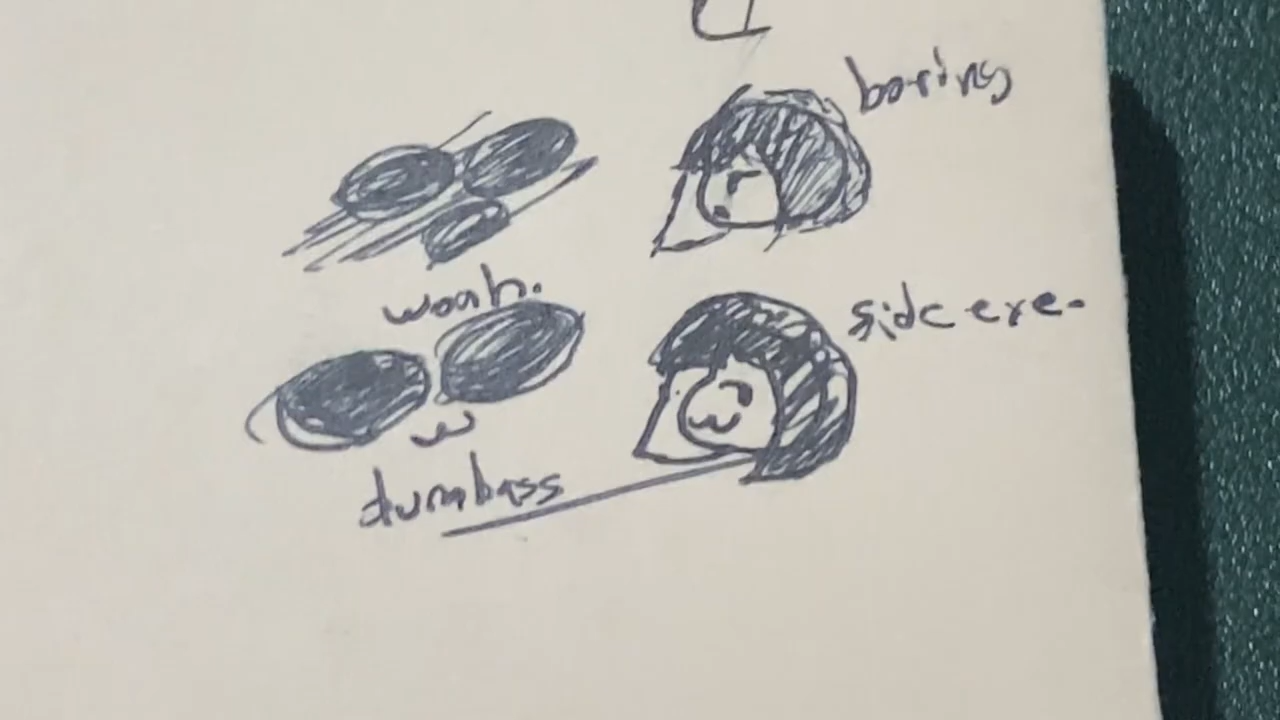 boring
woah.
side eye.
dumbass